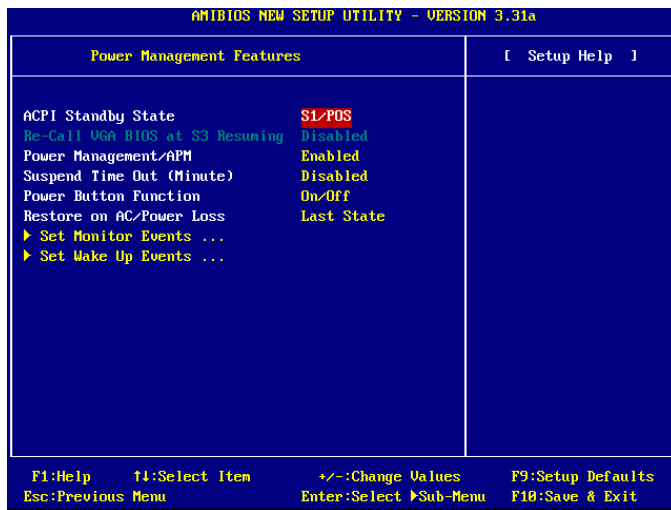 AMIBIOS NEW SETUP UTILITY - VERSION 3.31a
Power Management Features
[ Setup Help ]
ACPI Standby State S1/POS
Re-Call VGA BIOS at S3 Resuming Disabled
Power Management/APM Enabled
Suspend Time Out (Minute) Disabled
Power Button Function On/Off
Restore on AC/Power Loss Last State
▶ Set Monitor Events ...
▶ Set Wake Up Events ...
F1:Help ↑↓:Select Item +/-:Change Values F9:Setup Defaults
Esc:Previous Menu Enter:Select ▶Sub-Menu F10:Save & Exit